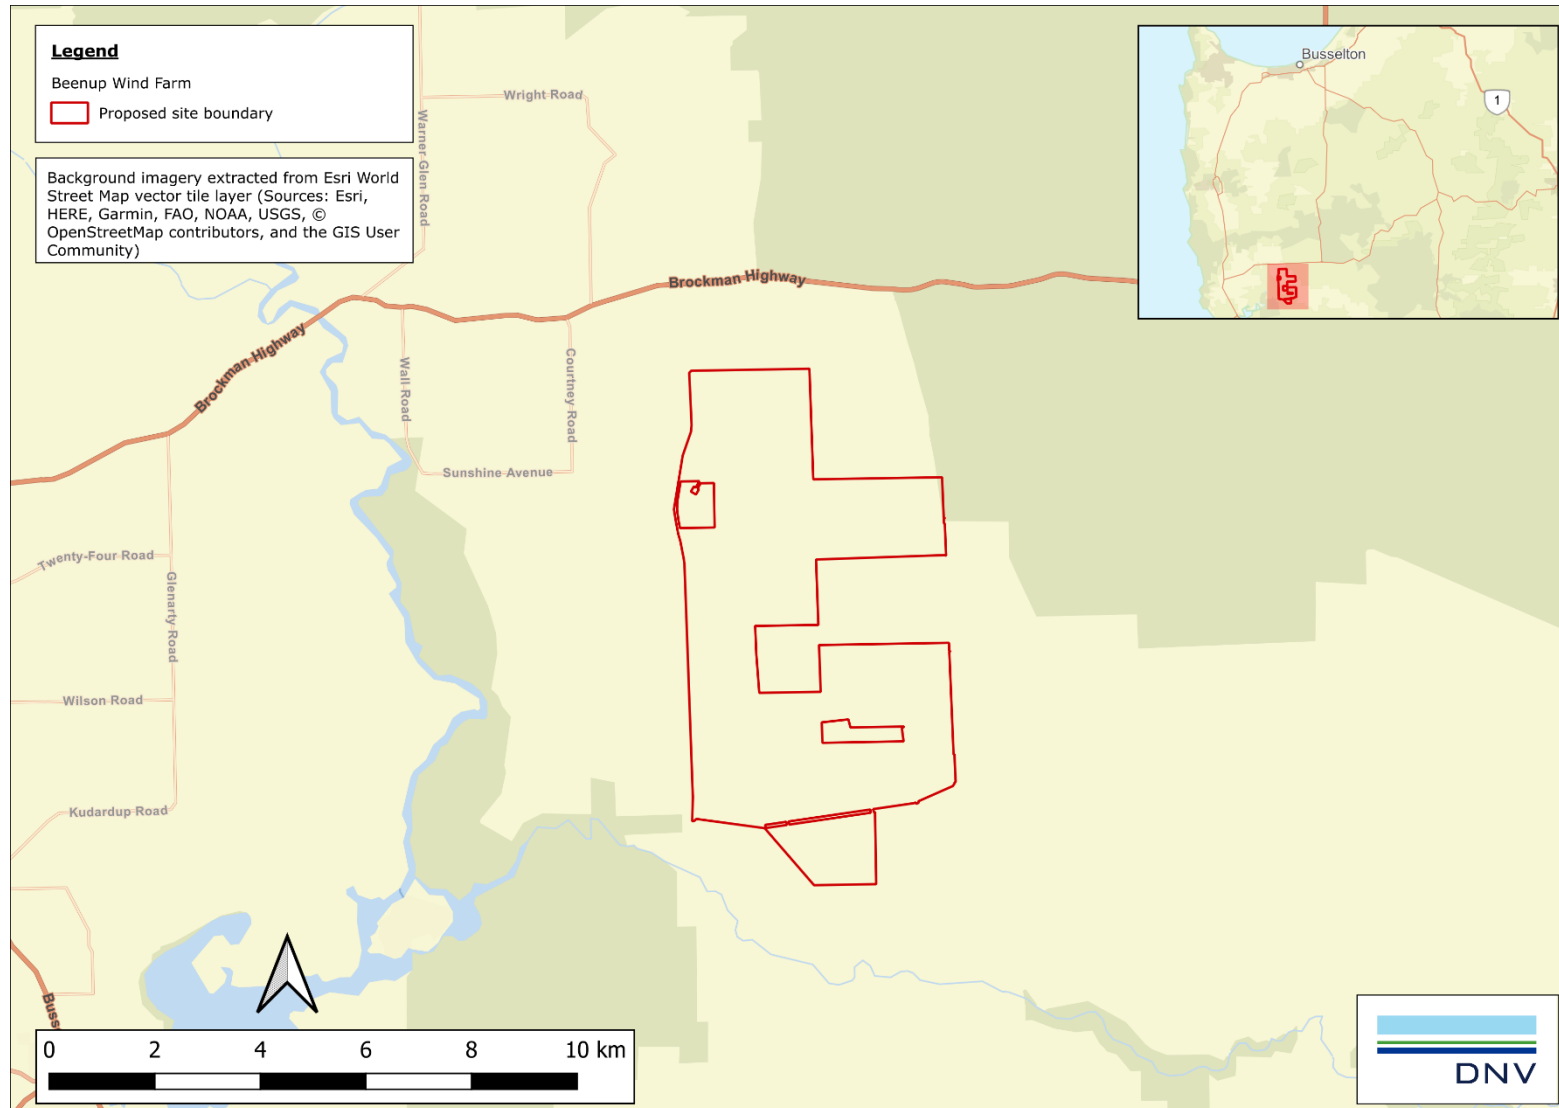 Legend
Beenup Wind Farm
Proposed site boundary
Background imagery extracted from Esri World
Street Map vector tile layer (Sources: Esri,
HERE, Garmin, FAO, NOAA, USGS, ©
OpenStreetMap contributors, and the GIS User
Community)
Wright Road
Warner Glen Road
Busselton
1
Brockman Highway
Brockman Highway
Wall Road
Courtney Road
Sunshine Avenue
Twenty-Four Road
Glenarty Road
Wilson Road
Kudardup Road
Busse
0 2 4 6 8 10 km
DNV